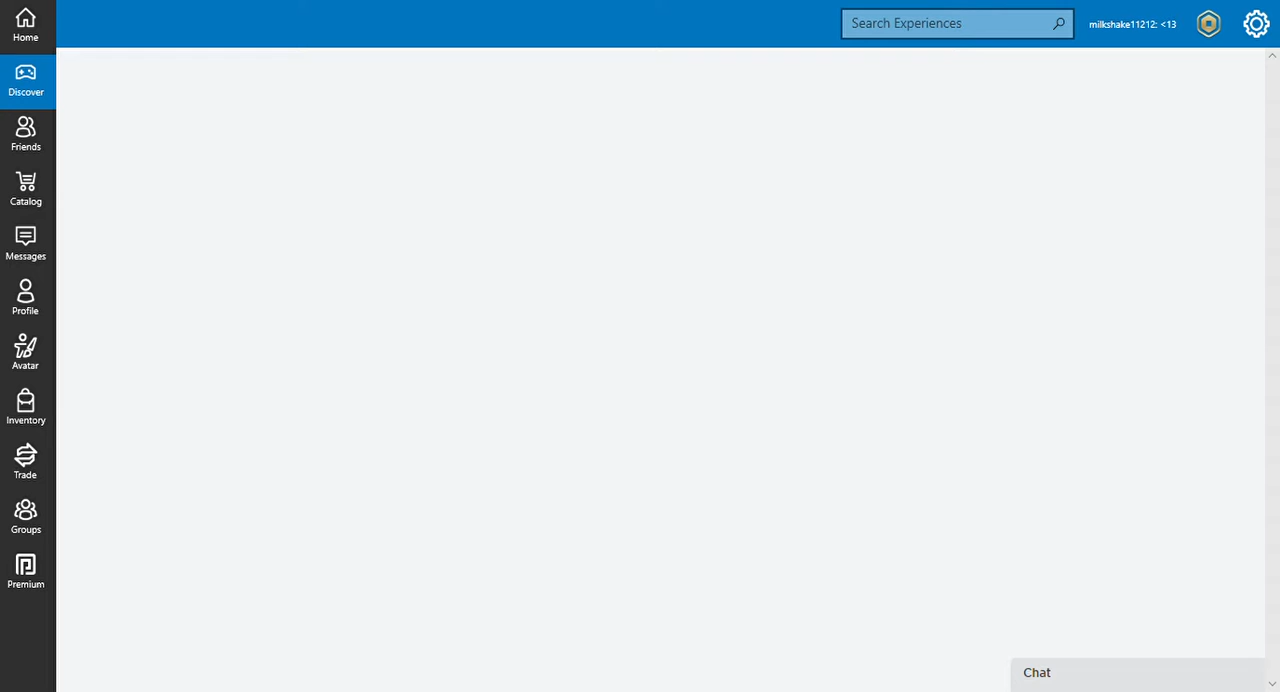 Home
Discover
Friends
Catalog
Messages
Profile
Avatar
Inventory
Trade
Groups
Premium
Search Experiences
milkshake11212: <13
Chat